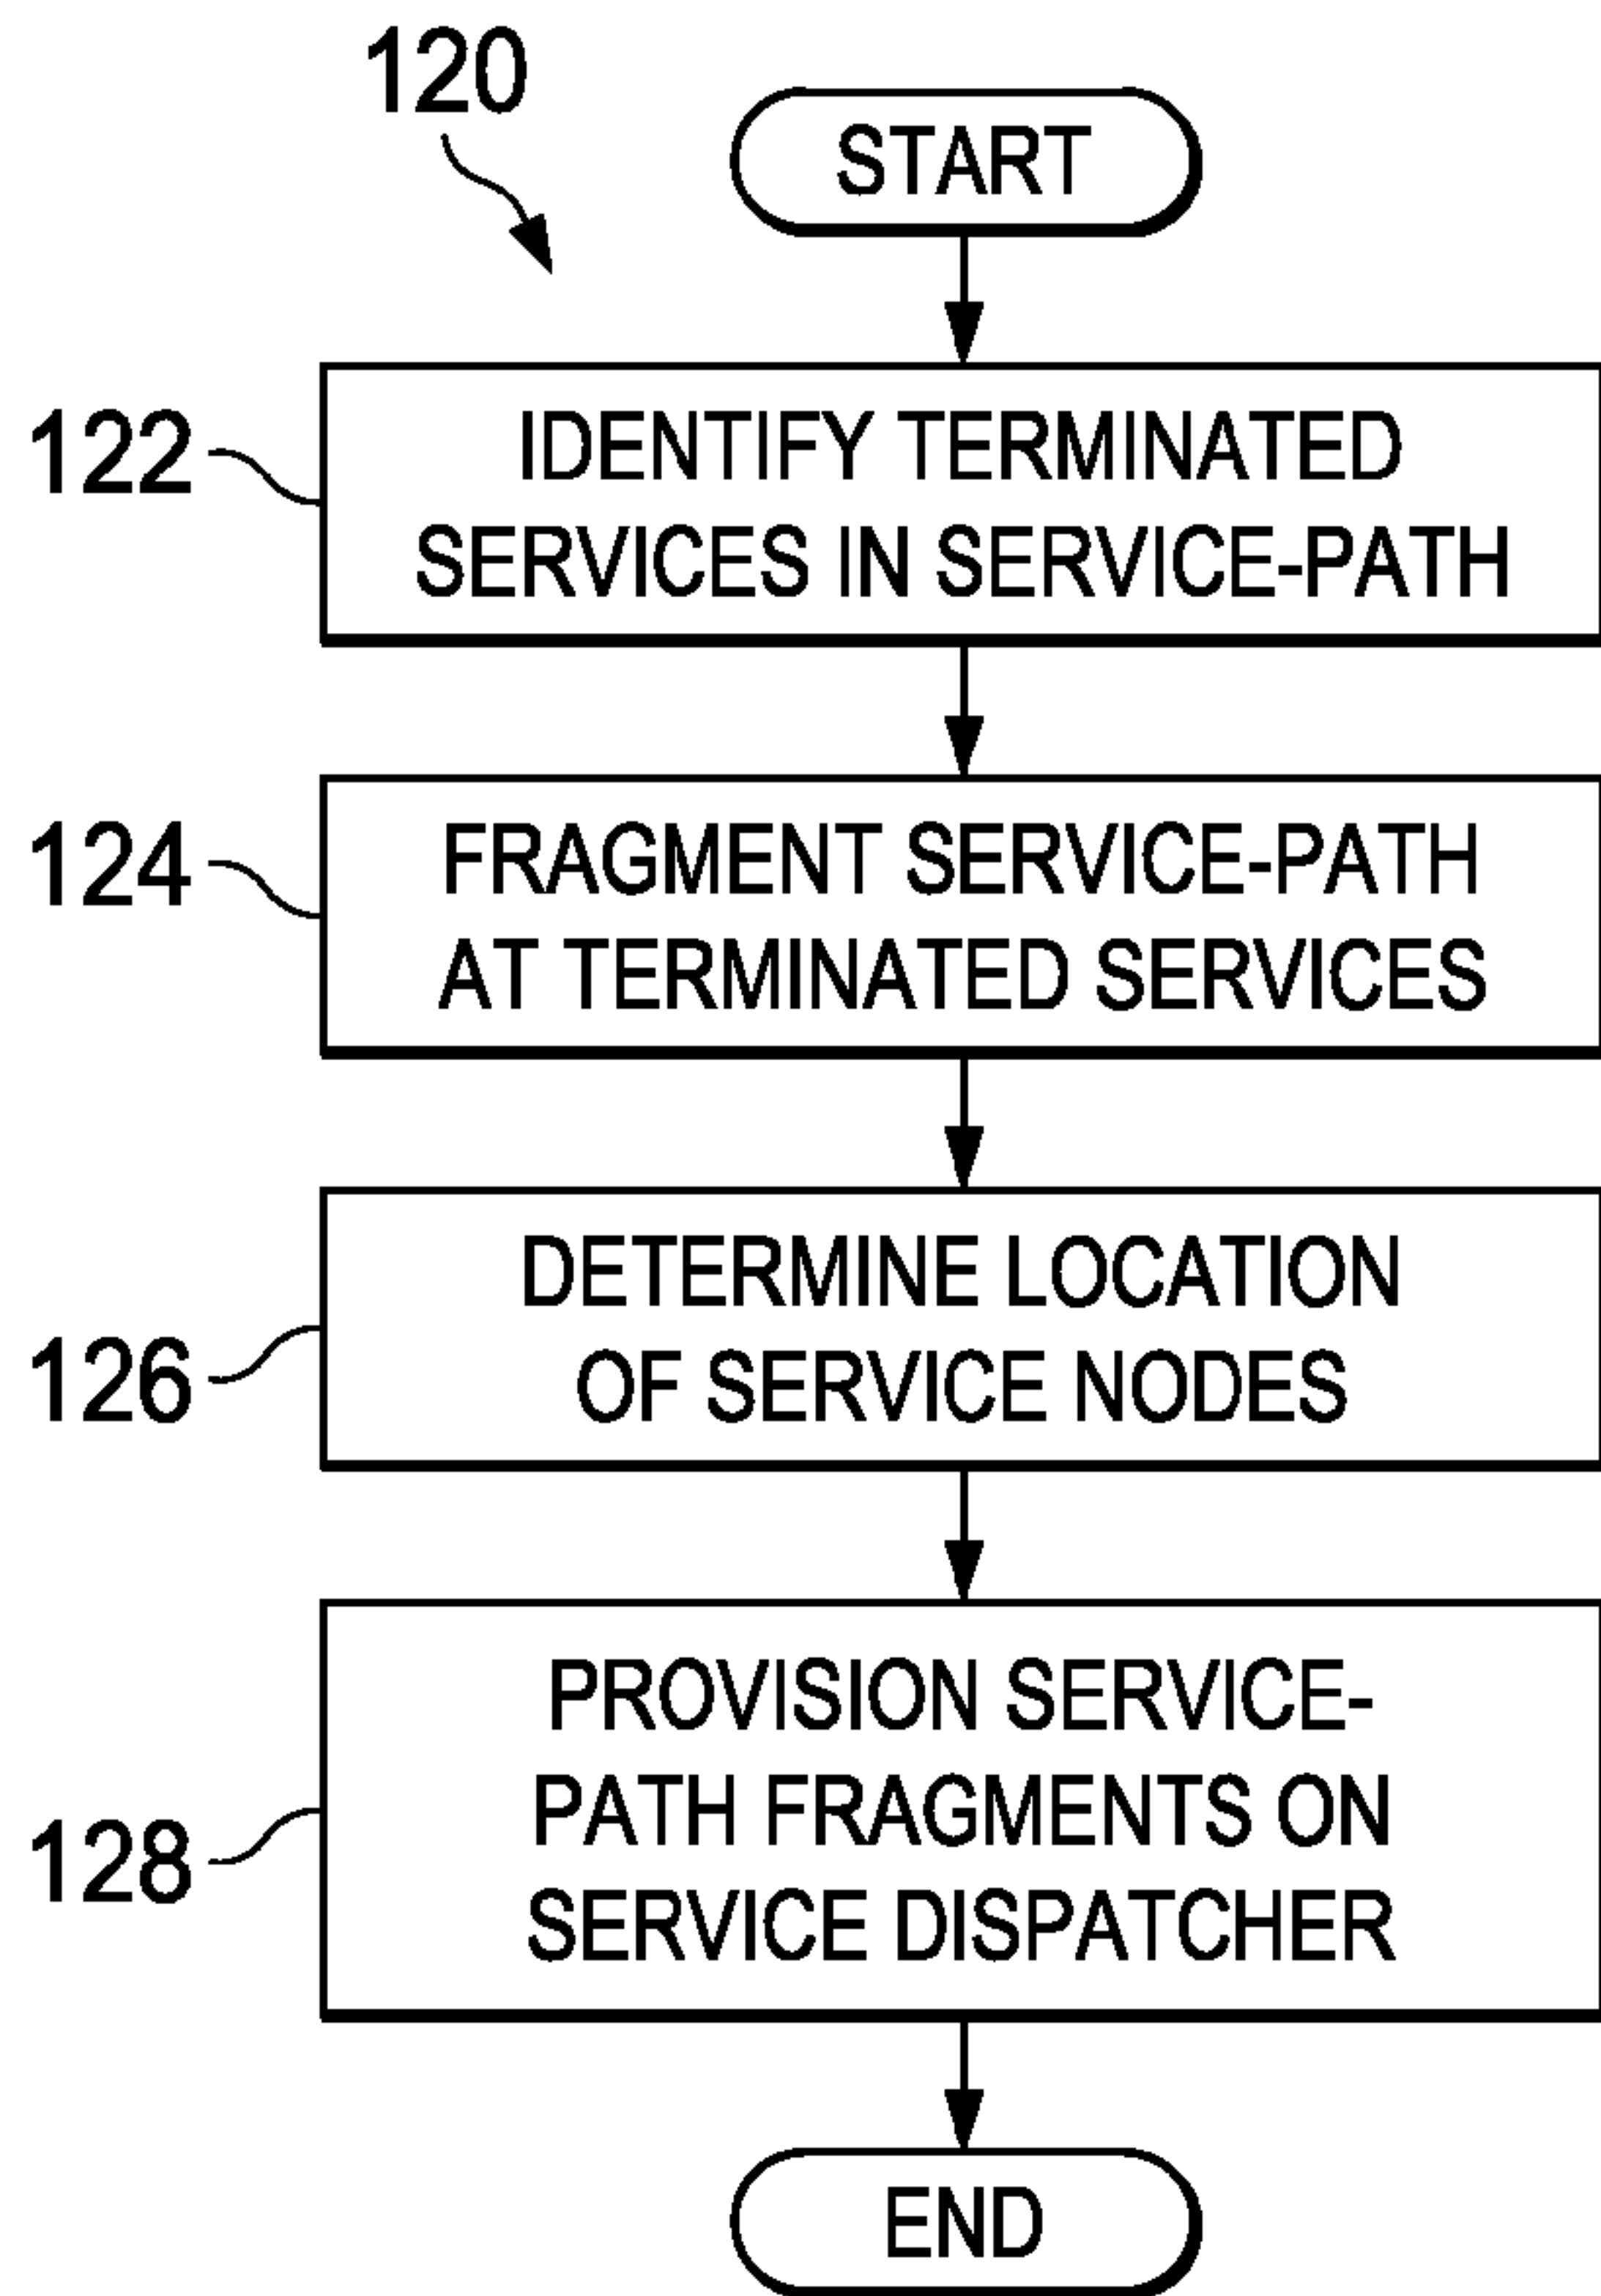 120
START
122
IDENTIFY TERMINATED
SERVICES IN SERVICE-PATH
124
FRAGMENT SERVICE-PATH
AT TERMINATED SERVICES
126
DETERMINE LOCATION
OF SERVICE NODES
128
PROVISION SERVICE-
PATH FRAGMENTS ON
SERVICE DISPATCHER
END